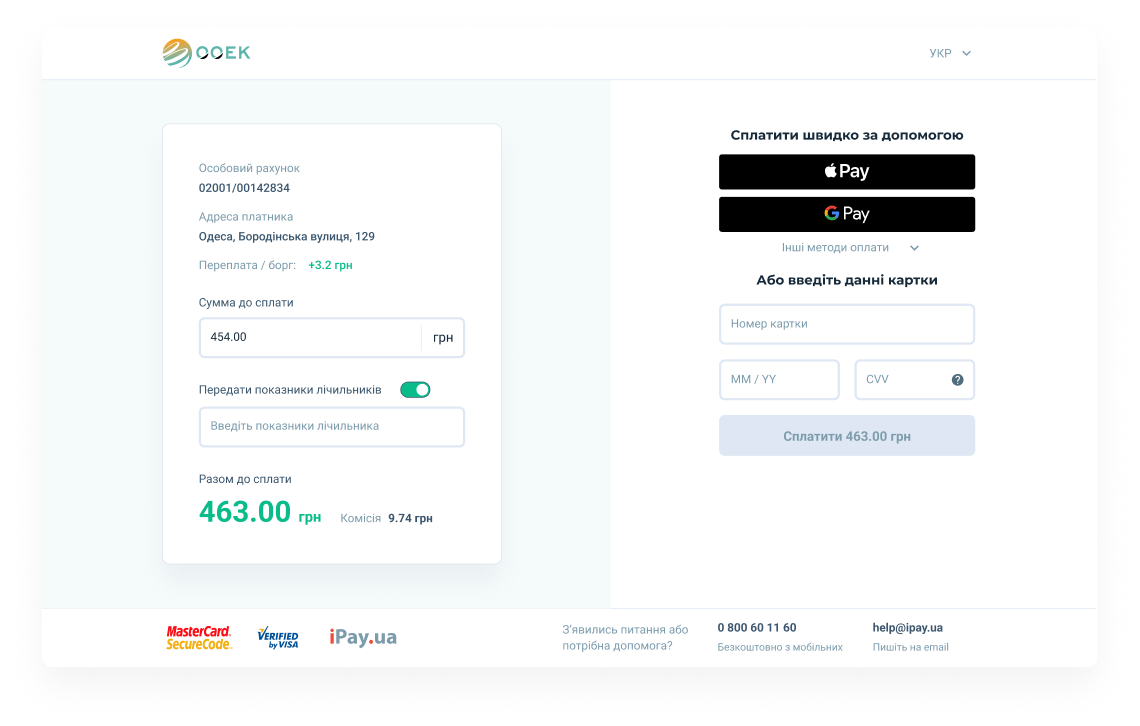 ООЕК
УКР
Особовий рахунок
02001/00142834
Адреса платника
Одеса, Бородінська вулиця, 129
Переплата / борг: +3.2 грн
Сумма до сплати
454.00 грн
Передати показники лічильників
Введіть показники лічильника
Разом до сплати
463.00 грн Комісія 9.74 грн
Сплатити швидко за допомогою
Pay
G Pay
Інші методи оплати
Або введіть данні картки
Номер картки
MM / YY
CVV ?
Сплатити 463.00 грн
MasterCard.
SecureCode.
VERIFIED
by VISA
iPay.ua
З'явились питання або
потрібна допомога?
0 800 60 11 60
Безкоштовно з мобільних
help@ipay.ua
Пишіть на email